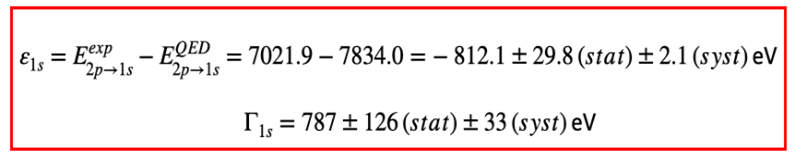 ε1s = E^exp_2p→1s − E^QED_2p→1s = 7021.9 − 7834.0 = − 812.1 ± 29.8 (stat) ± 2.1 (syst) eV
Γ1s = 787 ± 126 (stat) ± 33 (syst) eV